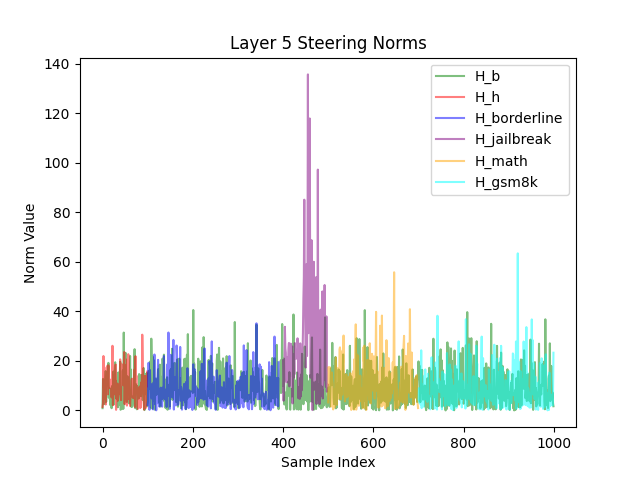 Layer 5 Steering Norms
Norm Value
140
120
100
80
60
40
20
0
0
200
400
600
800
1000
Sample Index
H_b
H_h
H_borderline
H_jailbreak
H_math
H_gsm8k